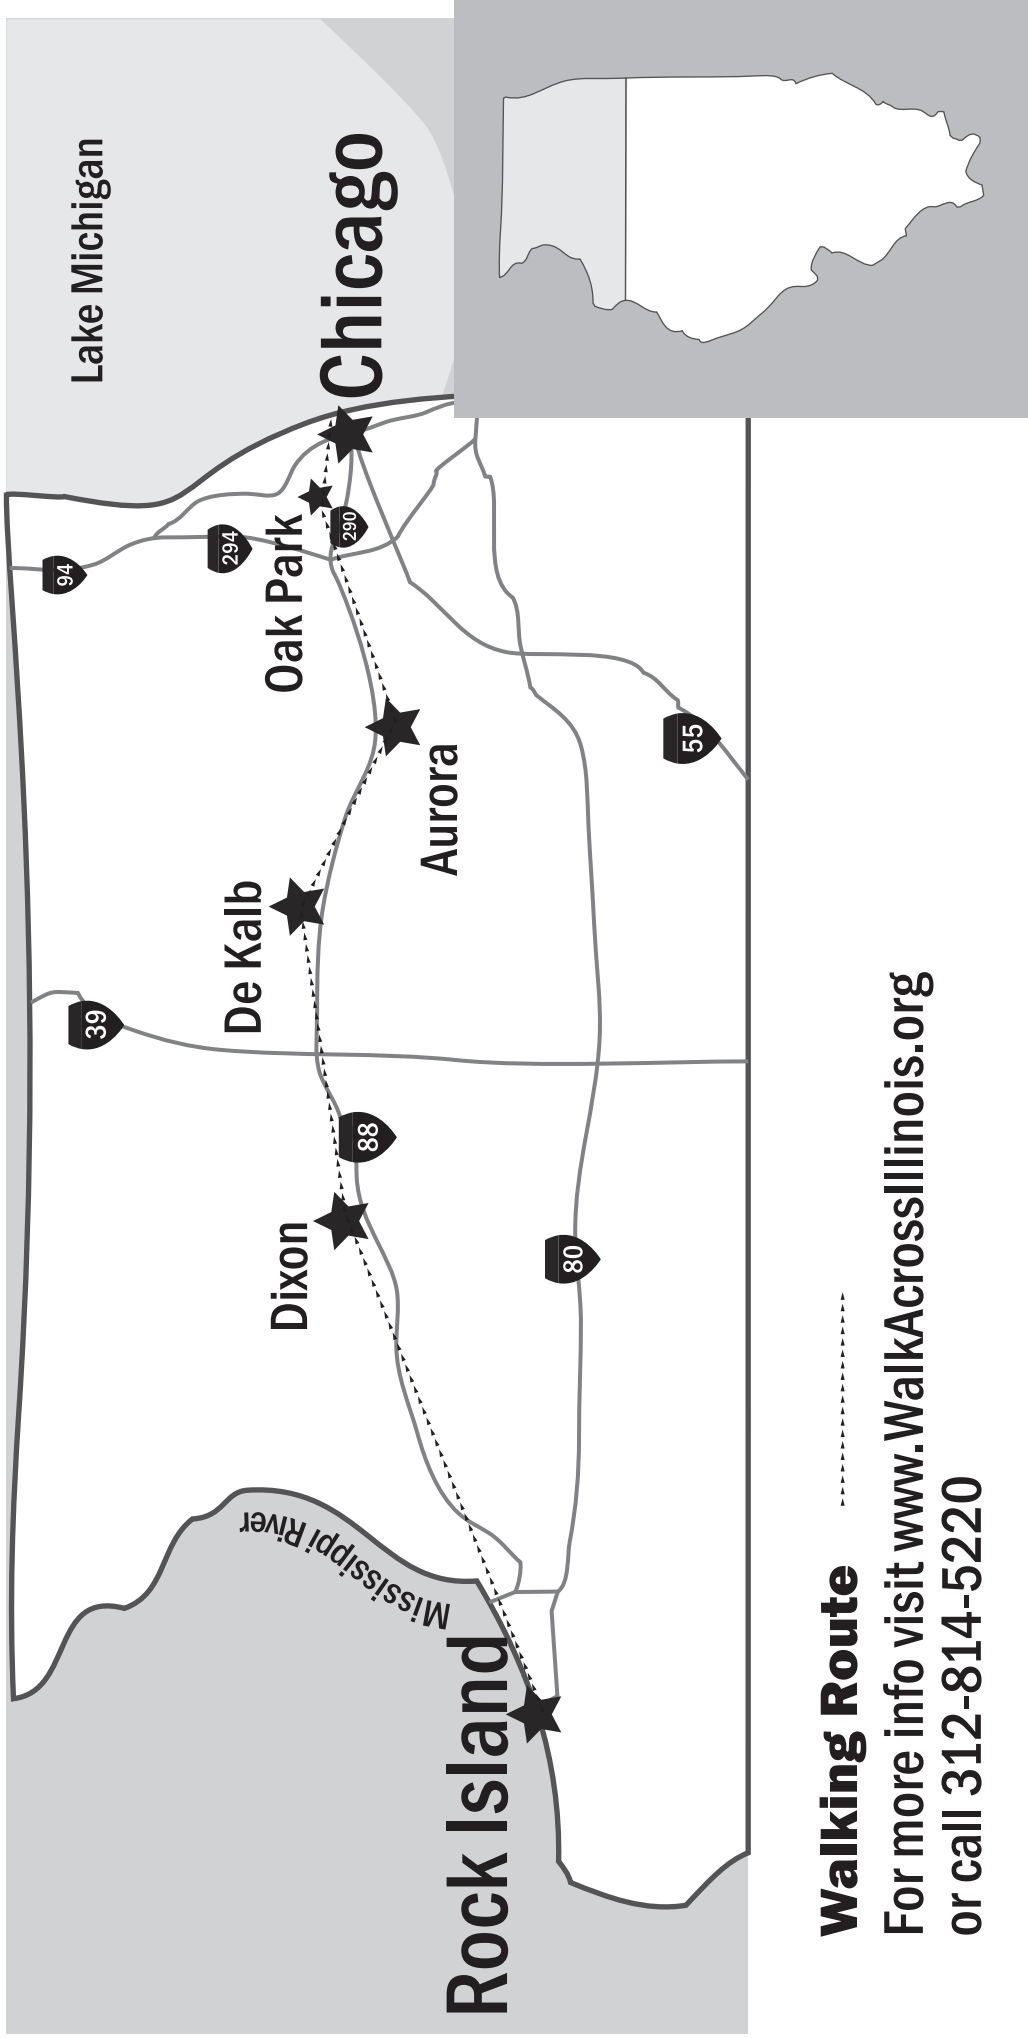 Lake Michigan
94
294
290
Chicago
Oak Park
Aurora
De Kalb
39
88
55
Dixon
80
Mississippi River
Rock Island
Walking Route
For more info visit www.WalkAcrossIllinois.org
or call 312-814-5220